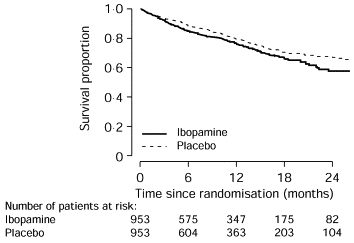 1·0
0·8
0·6
0·4
0·2
0
Survival proportion
Ibopamine
Placebo
0 6 12 18 24
Time since randomisation (months)
Number of patients at risk:
Ibopamine 953 575 347 175 82
Placebo 953 604 363 203 104